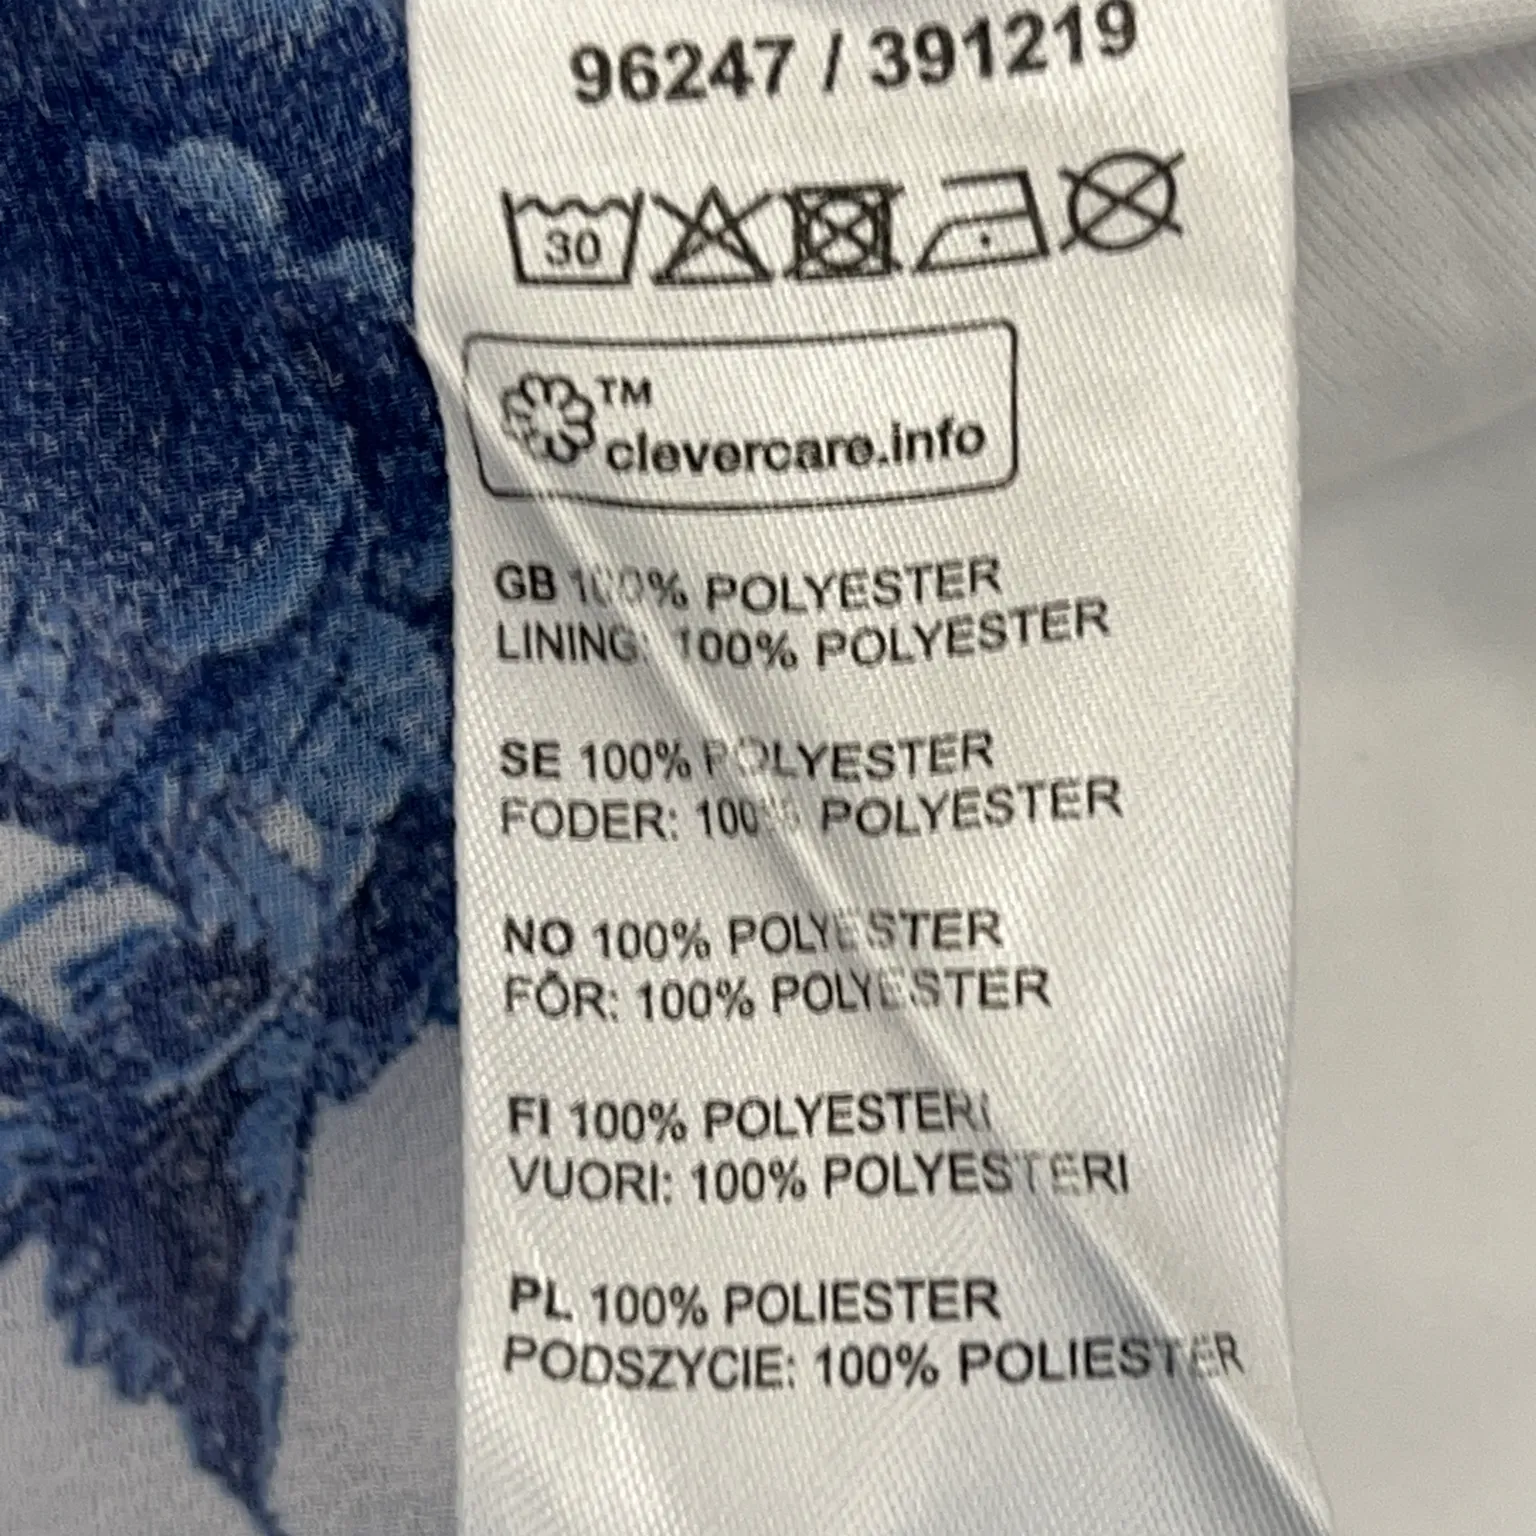 96247 / 391219
30
TM
clevercare.info
GB 100% POLYESTER
LINING: 100% POLYESTER
SE 100% POLYESTER
FODER: 100% POLYESTER
NO 100% POLYESTER
FÔR: 100% POLYESTER
FI 100% POLYESTERI
VUORI: 100% POLYESTERI
PL 100% POLIESTER
PODSZYCIE: 100% POLIESTER